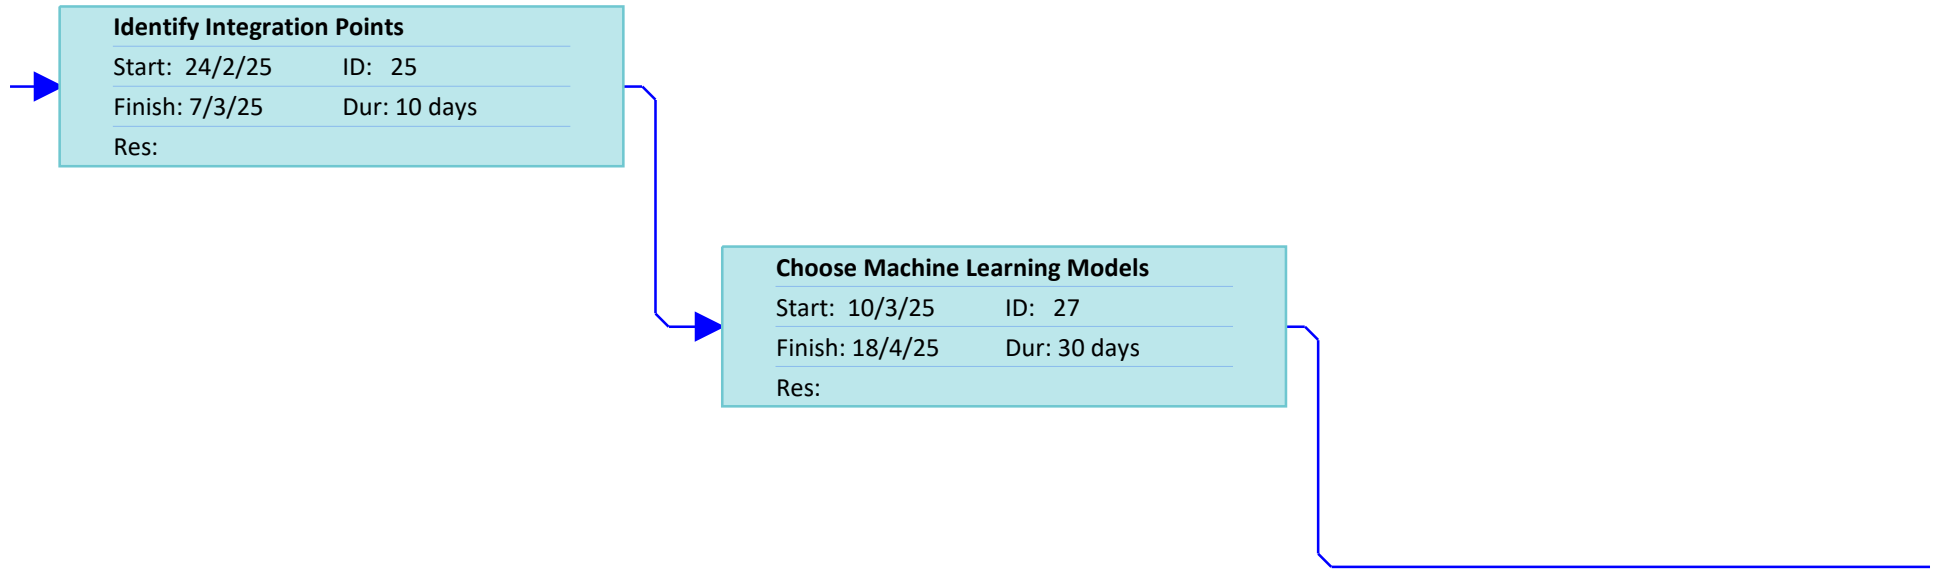 Identify Integration Points
Start: 24/2/25 ID: 25
Finish: 7/3/25 Dur: 10 days
Res:
Choose Machine Learning Models
Start: 10/3/25 ID: 27
Finish: 18/4/25 Dur: 30 days
Res: